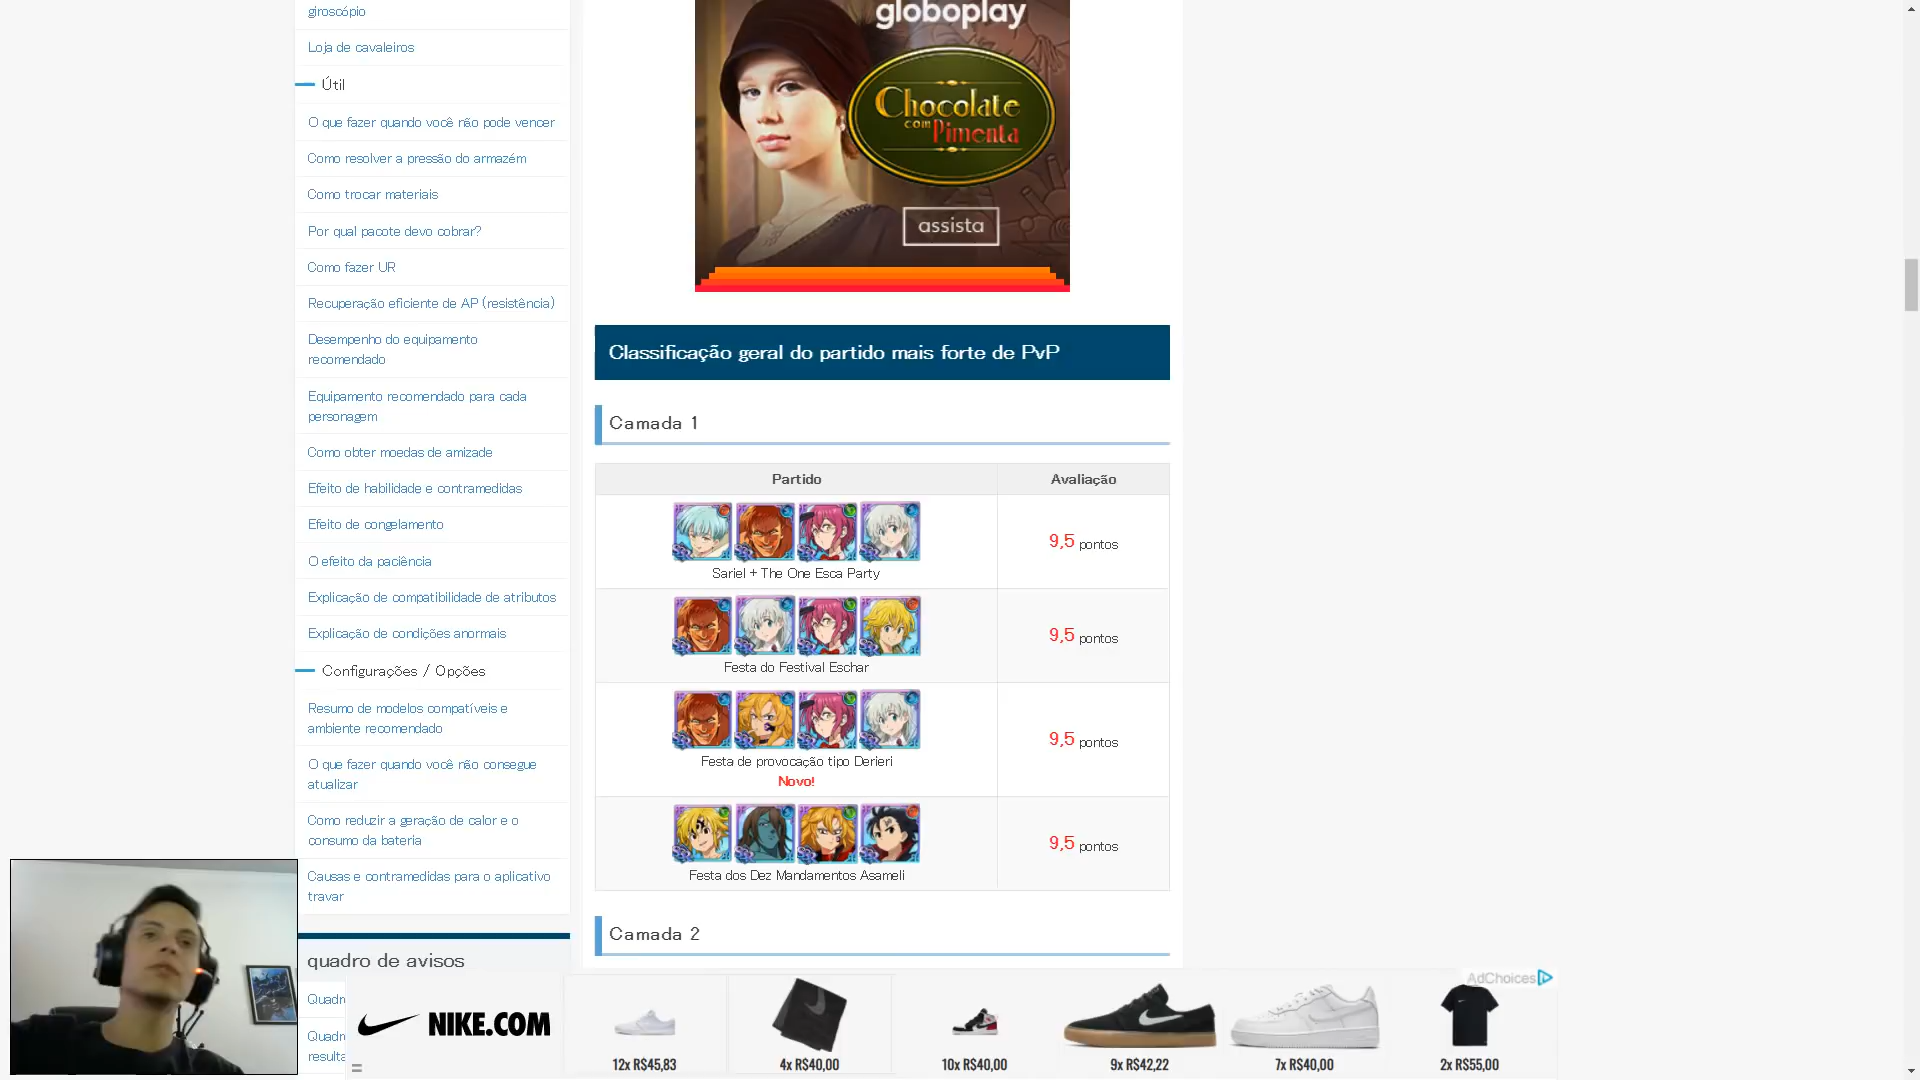 giroscópio
Loja de cavaleiros
Útil
O que fazer quando você não pode vencer
Como resolver a pressão do armazém
Como trocar materiais
Por qual pacote devo cobrar?
Como fazer UR
Recuperação eficiente de AP (resistência)
Desempenho do equipamento
recomendado
Equipamento recomendado para cada
personagem
Como obter moedas de amizade
Efeito de habilidade e contramedidas
Efeito de congelamento
O efeito da paciência
Explicação de compatibilidade de atributos
Explicação de condições anormais
Configurações / Opções
Resumo de modelos compatíveis e
ambiente recomendado
O que fazer quando você não consegue
atualizar
Como reduzir a geração de calor e o
consumo da bateria
Causas e contramedidas para o aplicativo
travar
quadro de avisos
Quadr
Quadr
resulta
globoplay
Chocolate
com
Pimenta
assista
Classificação geral do partido mais forte de PvP
Camada 1
Partido
Avaliação
Sariel + The One Esca Party
9,5 pontos
Festa do Festival Eschar
9,5 pontos
Festa de provocação tipo Derieri
Novo!
9,5 pontos
Festa dos Dez Mandamentos Asameli
9,5 pontos
Camada 2
AdChoices
NIKE.COM
12x R$45,83
4x R$40,00
10x R$40,00
9x R$42,22
7x R$40,00
2x R$55,00